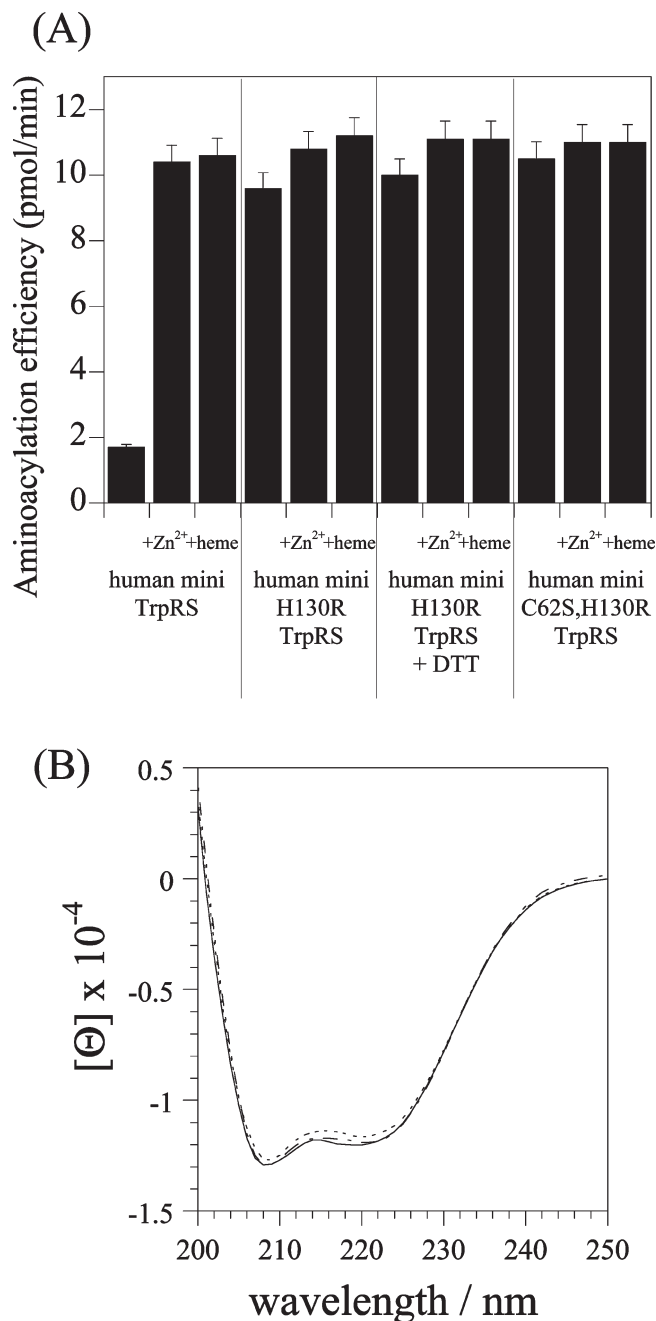 (A)
Aminoacylation efficiency (pmol/min)
12
10
8
6
4
2
0
+Zn²⁺+heme +Zn²⁺+heme +Zn²⁺+heme +Zn²⁺+heme
human mini
TrpRS
human mini
H130R
TrpRS
human mini
H130R
TrpRS
+ DTT
human mini
C62S,H130R
TrpRS
(B)
[Θ] x 10⁻⁴
0.5
0
-0.5
-1
-1.5
200 210 220 230 240 250
wavelength / nm